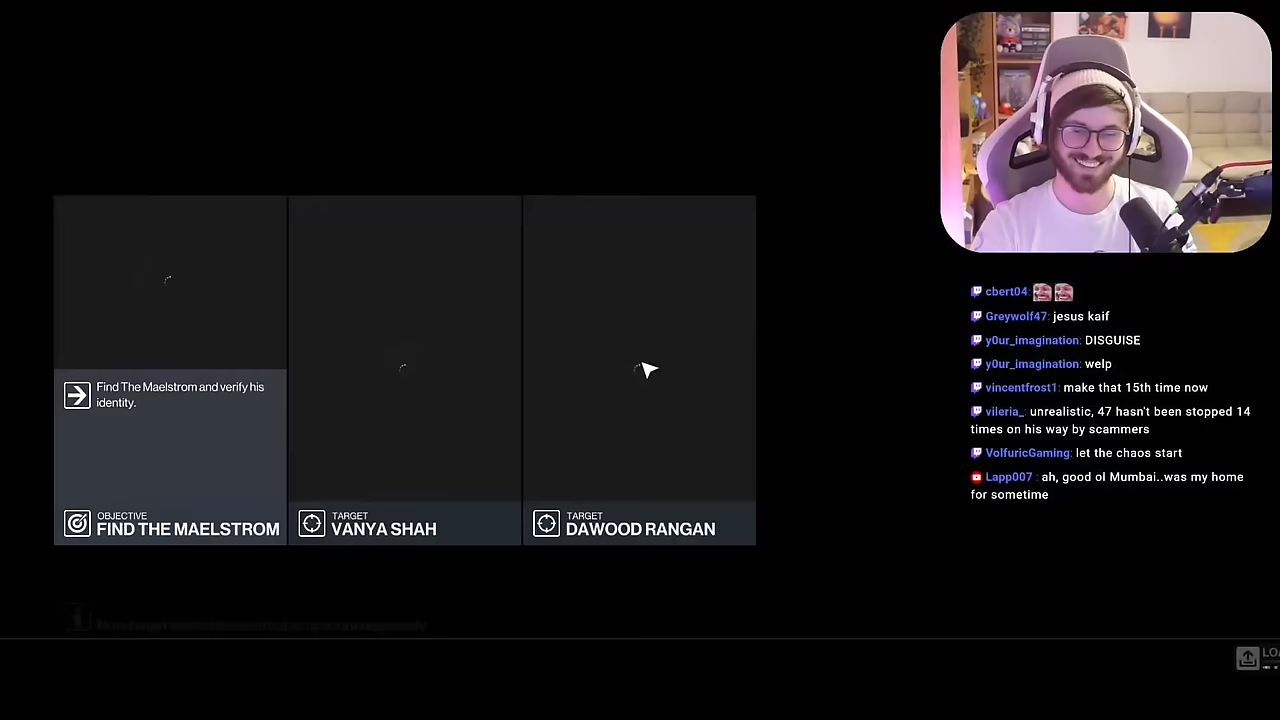 Find The Maelstrom and verify his
identity.
OBJECTIVE
FIND THE MAELSTROM
TARGET
VANYA SHAH
TARGET
DAWOOD RANGAN
cbert04:
Greywolf47: jesus kaif
y0ur_imagination: DISGUISE
y0ur_imagination: welp
vincentfrost1: make that 15th time now
vileria_: unrealistic, 47 hasn't been stopped 14
times on his way by scammers
VolfuricGaming: let the chaos start
Lapp007 : ah, good ol Mumbai..was my home
for sometime